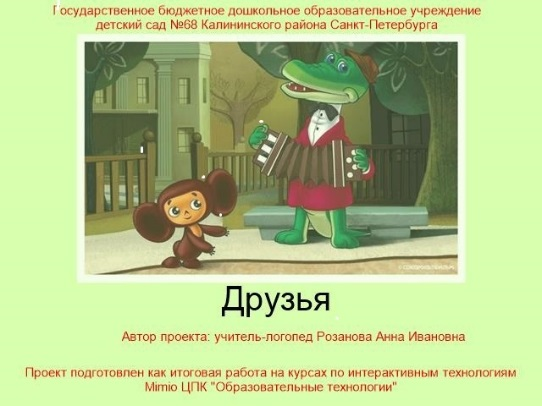 Государственное бюджетное дошкольное образовательное учреждение
детский сад №68 Калининского района Санкт-Петербурга
Друзья
Автор проекта: учитель-логопед Розанова Анна Ивановна
Проект подготовлен как итоговая работа на курсах по интерактивным технологиям
Mimio ЦПК "Образовательные технологии"